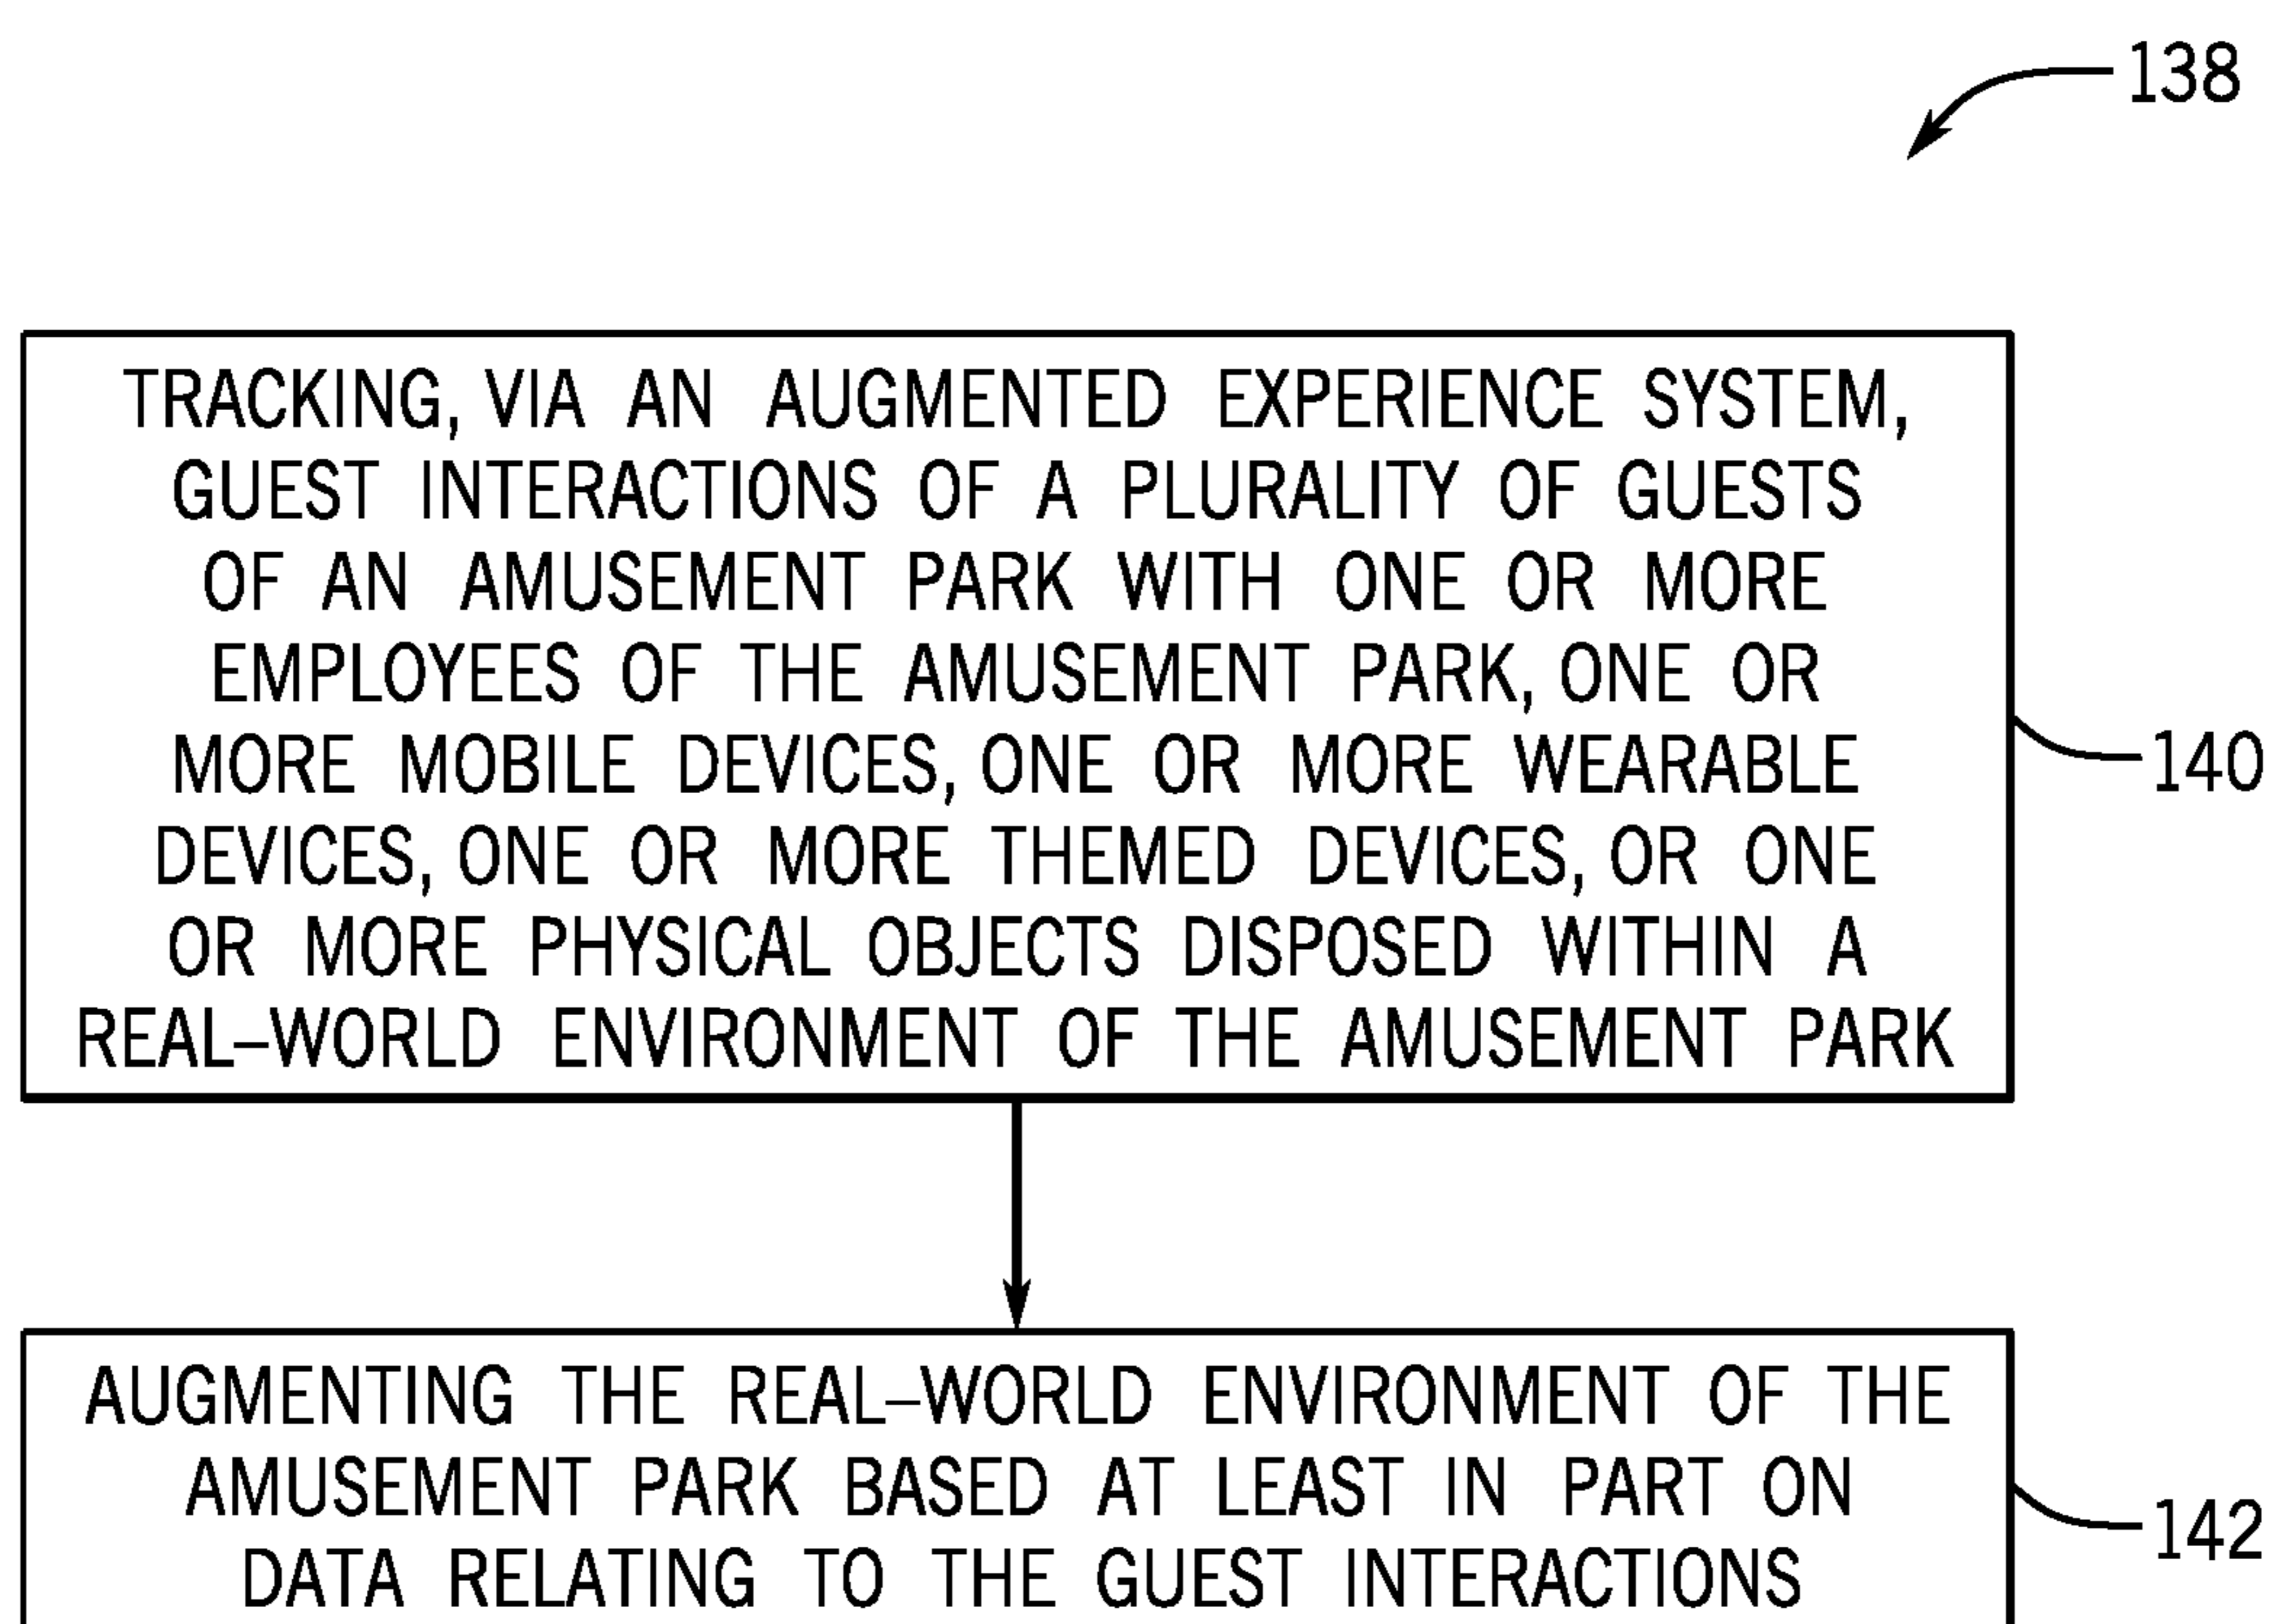 138
TRACKING, VIA AN AUGMENTED EXPERIENCE SYSTEM,
GUEST INTERACTIONS OF A PLURALITY OF GUESTS
OF AN AMUSEMENT PARK WITH ONE OR MORE
EMPLOYEES OF THE AMUSEMENT PARK, ONE OR
MORE MOBILE DEVICES, ONE OR MORE WEARABLE
DEVICES, ONE OR MORE THEMED DEVICES, OR ONE
OR MORE PHYSICAL OBJECTS DISPOSED WITHIN A
REAL–WORLD ENVIRONMENT OF THE AMUSEMENT PARK
140
AUGMENTING THE REAL–WORLD ENVIRONMENT OF THE
AMUSEMENT PARK BASED AT LEAST IN PART ON
DATA RELATING TO THE GUEST INTERACTIONS
142